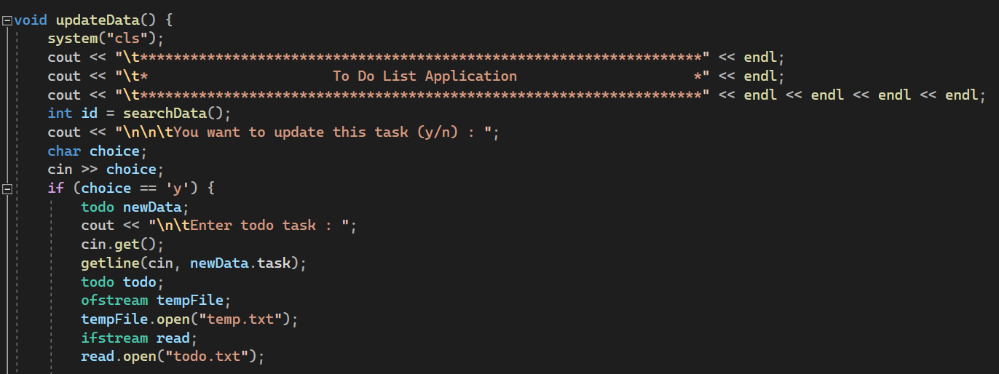 void updateData() {
    system("cls");
    cout << "\t*******************************************************************" << endl;
    cout << "\t*                      To Do List Application                     *" << endl;
    cout << "\t*******************************************************************" << endl << endl << endl << endl;
    int id = searchData();
    cout << "\n\n\tYou want to update this task (y/n) : ";
    char choice;
    cin >> choice;
    if (choice == 'y') {
        todo newData;
        cout << "\n\tEnter todo task : ";
        cin.get();
        getline(cin, newData.task);
        todo todo;
        ofstream tempFile;
        tempFile.open("temp.txt");
        ifstream read;
        read.open("todo.txt");